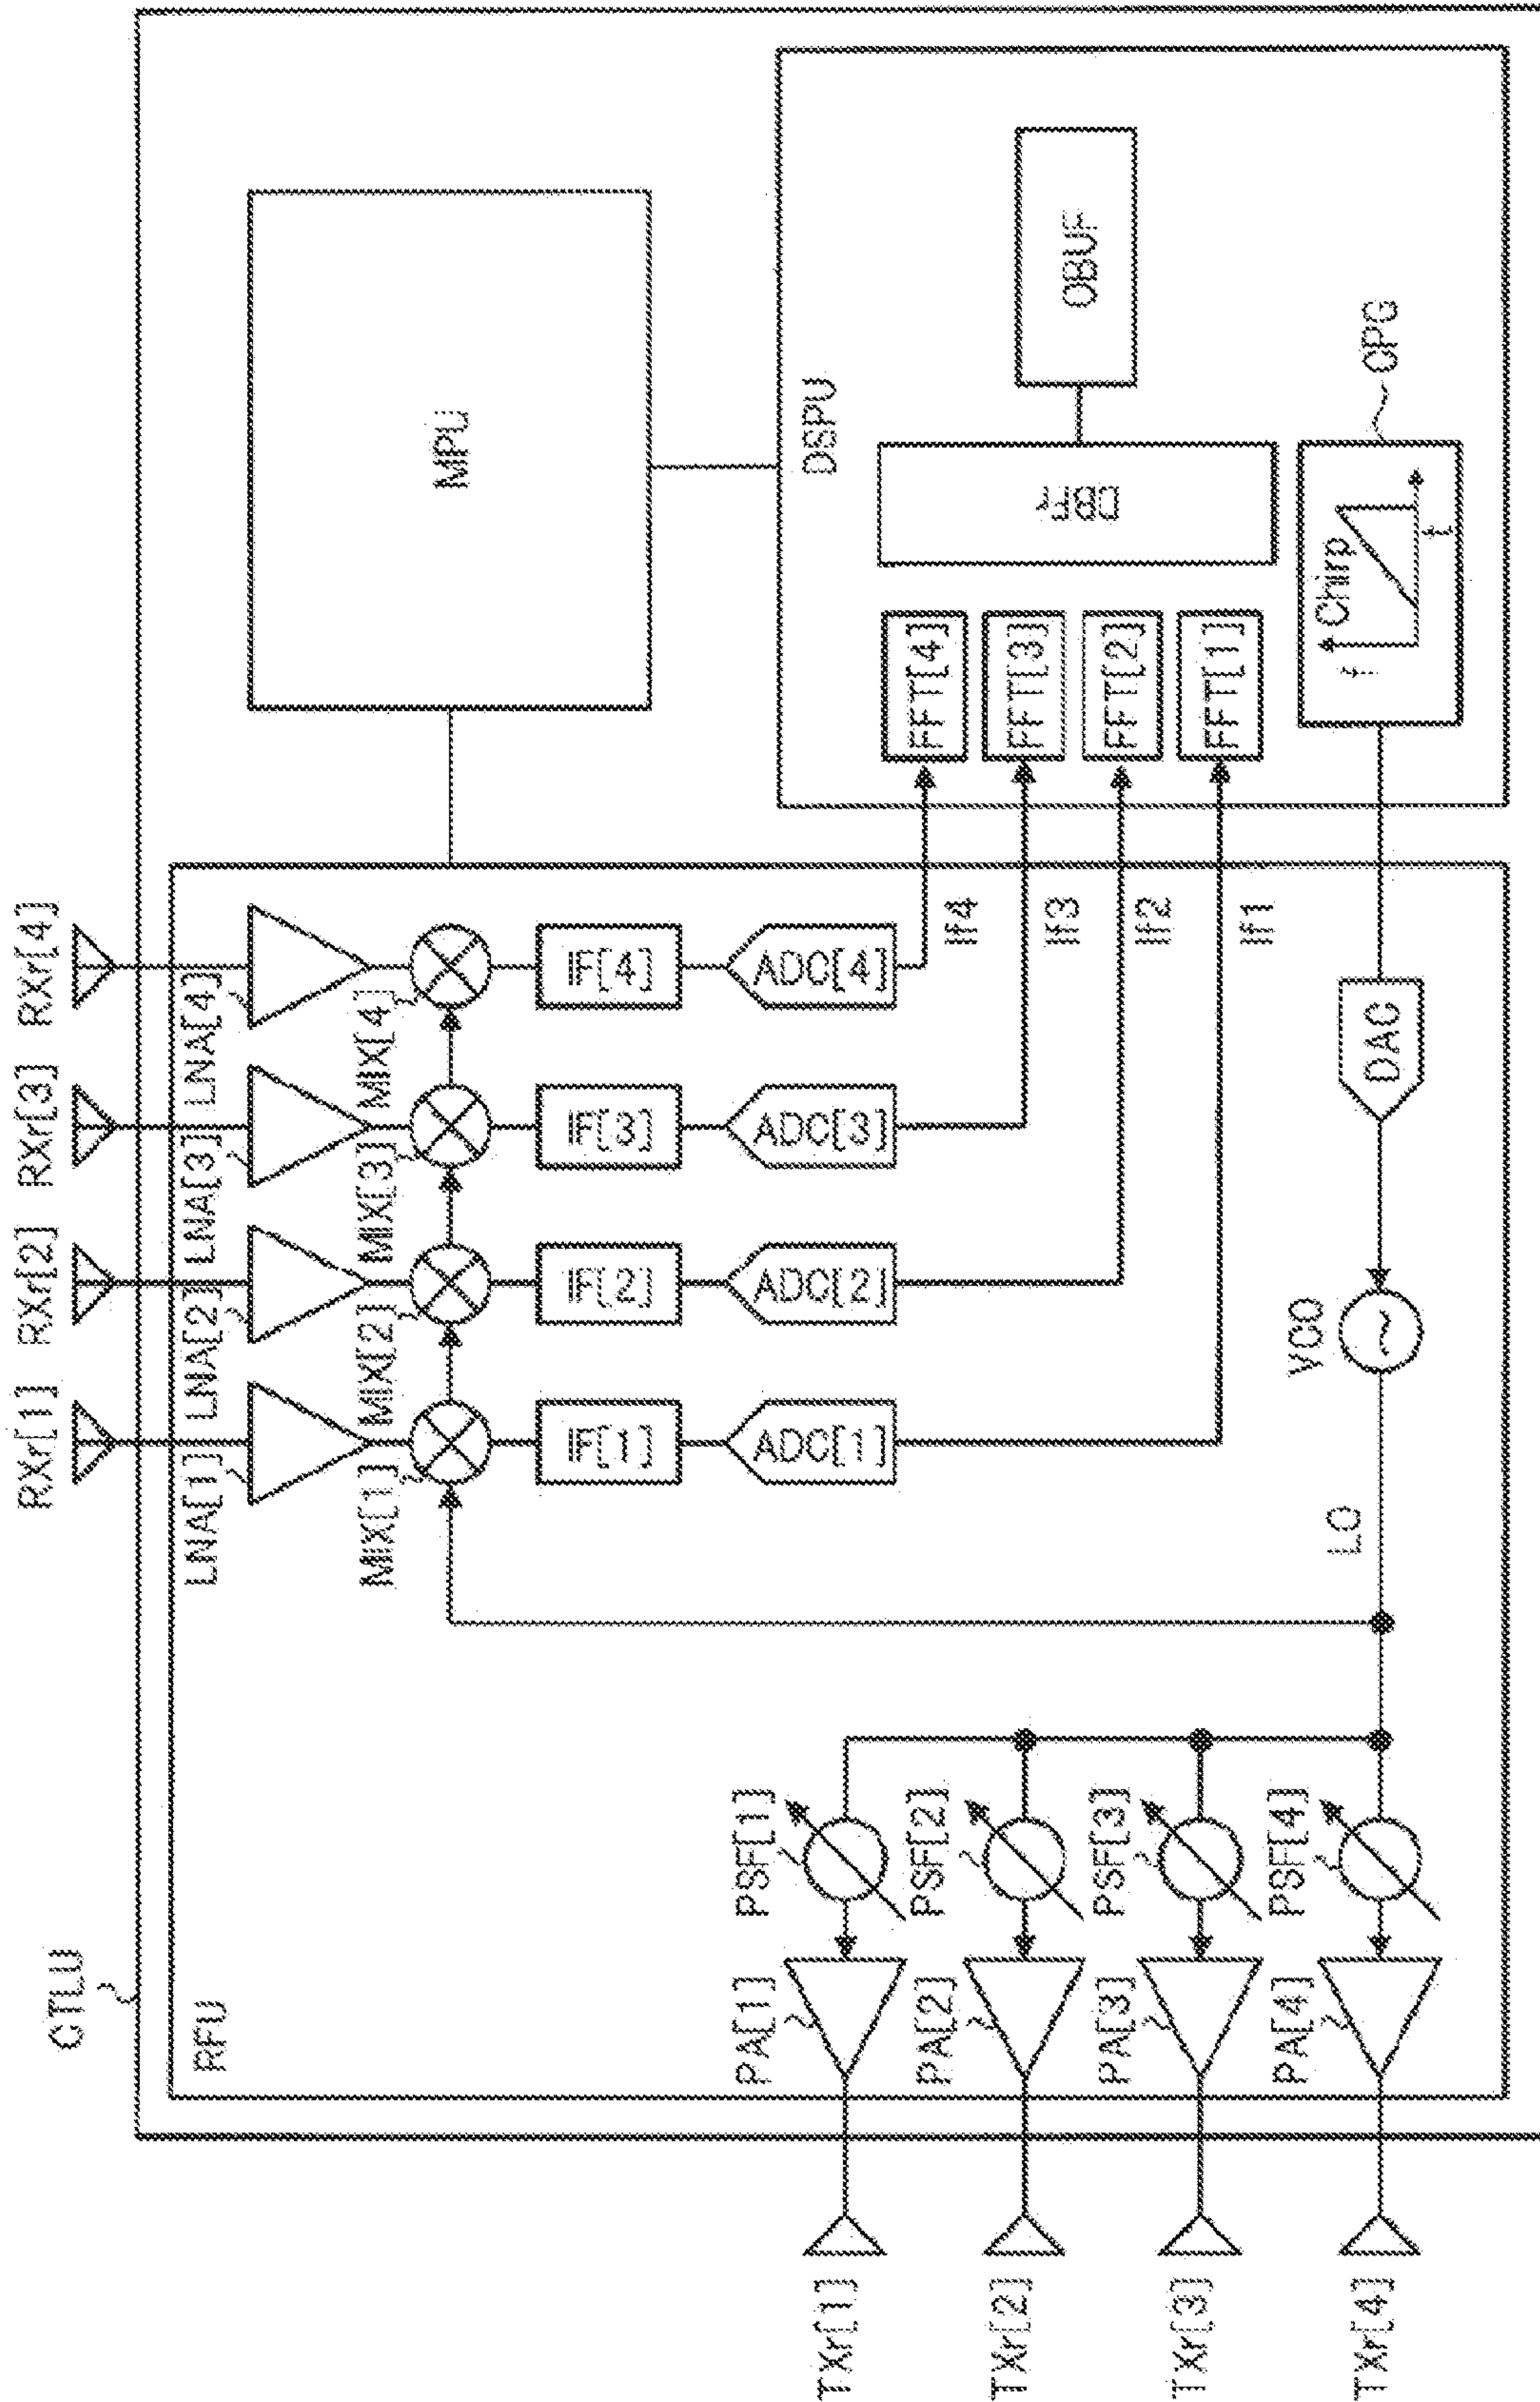 CTLU
RFU
RXr[1]
RXr[2]
RXr[3]
RXr[4]
LNA[1]
LNA[2]
LNA[3]
LNA[4]
MIX[1]
MIX[2]
MIX[3]
MIX[4]
IF[1]
IF[2]
IF[3]
IF[4]
ADC[1]
ADC[2]
ADC[3]
ADC[4]
MPU
DSPU
If4
If3
If2
If1
FFT[4]
FFT[3]
FFT[2]
FFT[1]
DBFr
OBUF
TXr[1]
TXr[2]
TXr[3]
TXr[4]
PA[1]
PA[2]
PA[3]
PA[4]
PSF[1]
PSF[2]
PSF[3]
PSF[4]
LO
VCO
DAC
f
Chirp
t
CPG